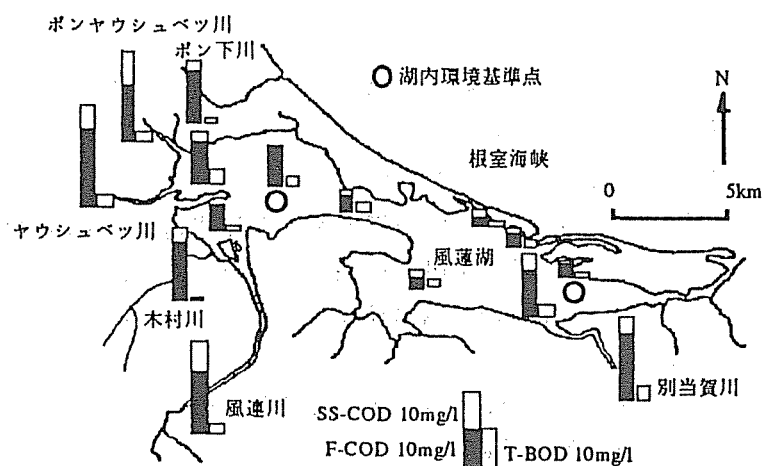 ポンヤウシュベツ川
ポン下川
湖内環境基準点
N
根室海峡
0 5km
ヤウシュベツ川
風蓮湖
木村川
風連川
別当賀川
SS-COD 10mg/l
F-COD 10mg/l T-BOD 10mg/l